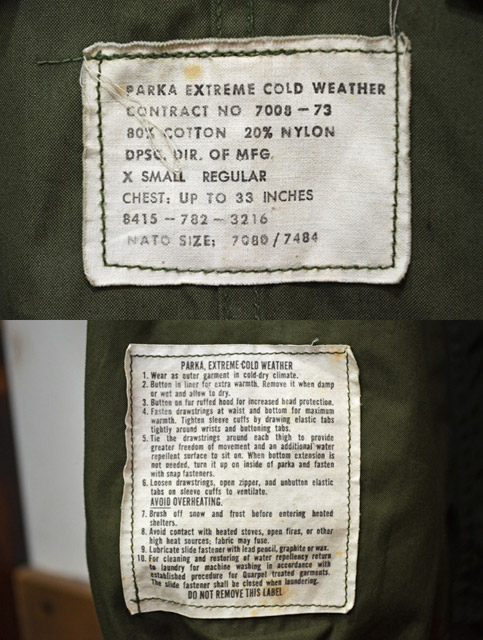 PARKA EXTREME COLD WEATHER
CONTRACT NO 7008-73
80% COTTON 20% NYLON
DPSC. DIR. OF MFG.
X SMALL REGULAR
CHEST: UP TO 33 INCHES
8415-782-3216
NATO SIZE: 7080/7484
PARKA, EXTREME COLD WEATHER
1. Wear as outer garment in cold-dry climate.
2. Button in liner for extra warmth. Remove it when damp
or wet and allow to dry.
3. Button on fur ruffed hood for increased head protection.
4. Fasten drawstrings at waist and bottom for maximum
warmth. Tighten sleeve cuffs by drawing elastic tabs
tightly around wrists and buttoning tabs.
5. Tie the drawstrings around each thigh to provide
greater freedom of movement and an additional water
repellent surface to sit on. When bottom extension is
not needed, turn it up on inside of parka and fasten
with snap fasteners.
6. Loosen drawstrings, open zipper, and unbutton elastic
tabs on sleeve cuffs to ventilate.
AVOID OVERHEATING.
7. Brush off snow and frost before entering heated
shelters.
8. Avoid contact with heated stoves, open fires, or other
high heat sources; fabric may fuse.
9. Lubricate slide fastener with lead pencil, graphite or wax.
10. For cleaning and restoring of water repellency return
to laundry for machine washing in accordance with
established procedure for Quarpel treated garments.
The slide fastener shall be closed when laundering.
DO NOT REMOVE THIS LABEL